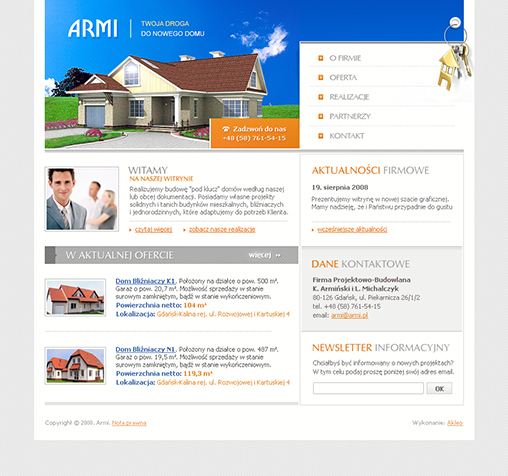 ARMI
TWOJA DROGA
DO NOWEGO DOMU
Zadzwoń do nas
+48 (58) 761-54-15
O FIRMIE
OFERTA
REALIZACJE
PARTNERZY
KONTAKT
WITAMY
NA NASZEJ WITRYNIE
Realizujemy budowę "pod klucz" domów według naszej
lub obcej dokumentacji. Posiadamy własne projekty
solidnych i tanich budynków mieszkalnych, bliźniaczych
i jednorodzinnych, które adaptujemy do potrzeb Klienta.
czytaj więcej
zobacz nasze realizacje
W AKTUALNEJ OFERCIE
więcej
Dom Bliźniaczy K1. Położony na działce o pow. 500 m².
Garaż o pow. 20,7 m². Możliwość sprzedaży w stanie
surowym zamkniętym, bądź w stanie wykończeniowym.
Powierzchnia netto: 104 m²
Lokalizacja: Gdańsk-Kalina rej. ul. Rozwojowej i Kartuskiej 4
Dom Bliźniaczy N1. Położony na działce o pow. 487 m².
Garaż o pow. 19,5 m². Możliwość sprzedaży w stanie
surowym zamkniętym, bądź w stanie wykończeniowym.
Powierzchnia netto: 119,3 m²
Lokalizacja: Gdańsk-Kalina rej. ul. Rozwojowej i Kartuskiej 4
AKTUALNOŚCI FIRMOWE
19. sierpnia 2008
Prezentujemy witrynę w nowej szacie graficznej.
Mamy nadzieję, że i Państwu przypadnie do gustu
wcześniejsze aktualności
DANE KONTAKTOWE
Firma Projektowo-Budowlana
K. Armiński i L. Michalczyk
80-126 Gdańsk, ul. Piekarnicza 26/1/2
tel. +48 (58) 761-54-15
email: armi@armi.pl
NEWSLETTER INFORMACYJNY
Chciałbyś być informowany o nowych projektach?
W tym celu podaj proszę poniżej swój adres email.
OK
Copyright © 2008. Armi. Nota prawna
Wykonanie: Akleo